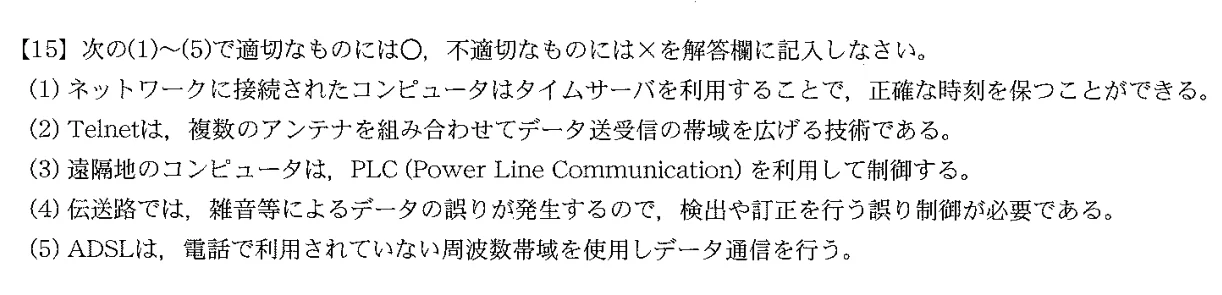 【15】次の(1)～(5)で適切なものには〇，不適切なものには×を解答欄に記入しなさい。
(1) ネットワークに接続されたコンピュータはタイムサーバを利用することで，正確な時刻を保つことができる。
(2) Telnetは，複数のアンテナを組み合わせてデータ送受信の帯域を広げる技術である。
(3) 遠隔地のコンピュータは，PLC (Power Line Communication) を利用して制御する。
(4) 伝送路では，雑音等によるデータの誤りが発生するので，検出や訂正を行う誤り制御が必要である。
(5) ADSLは，電話で利用されていない周波数帯域を使用しデータ通信を行う。